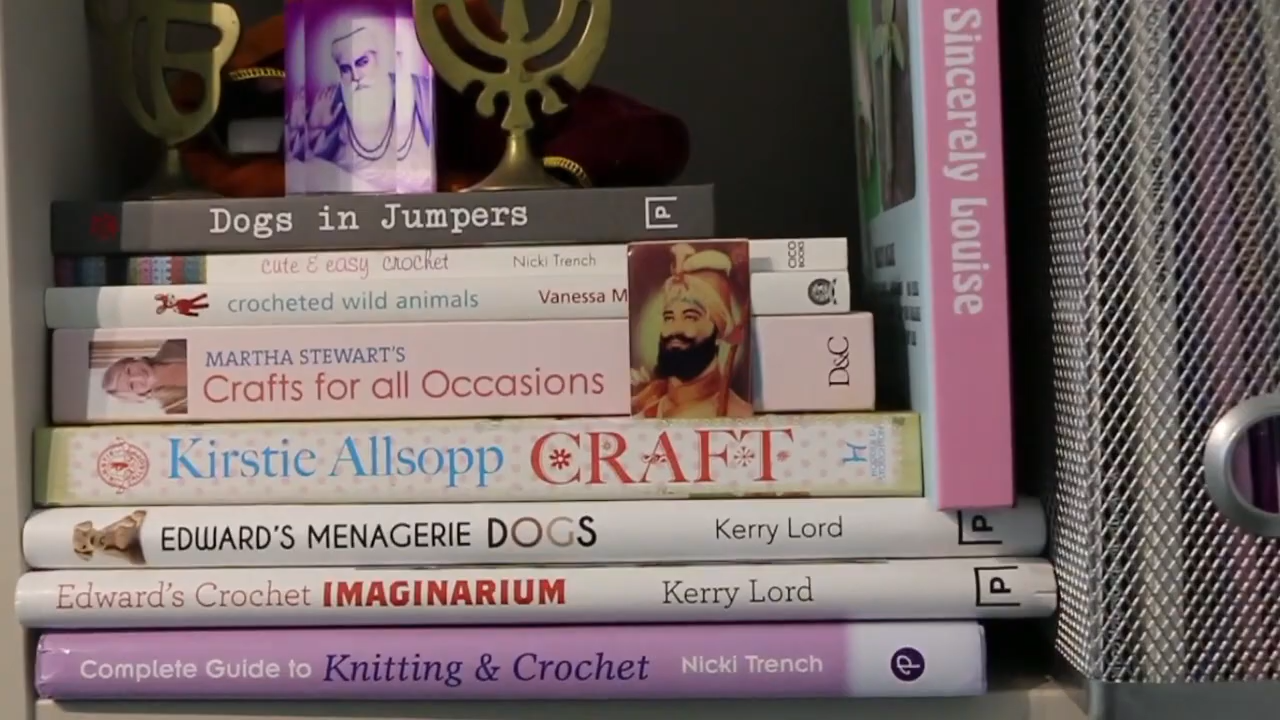 Dogs in Jumpers
cute & easy crochet Nicki Trench
crocheted wild animals Vanessa M
MARTHA STEWART'S
Crafts for all Occasions D&C
Kirstie Allsopp CRAFT
EDWARD'S MENAGERIE DOGS Kerry Lord P
Edward's Crochet IMAGINARIUM Kerry Lord P
Complete Guide to Knitting & Crochet Nicki Trench P
Sincerely Louise